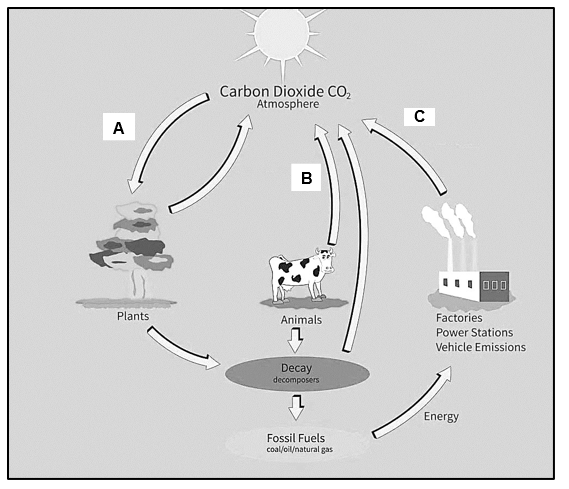 Carbon Dioxide CO₂
Atmosphere
A
B
C
Plants
Animals
Factories
Power Stations
Vehicle Emissions
Decay
decomposers
Energy
Fossil Fuels
coal/oil/natural gas